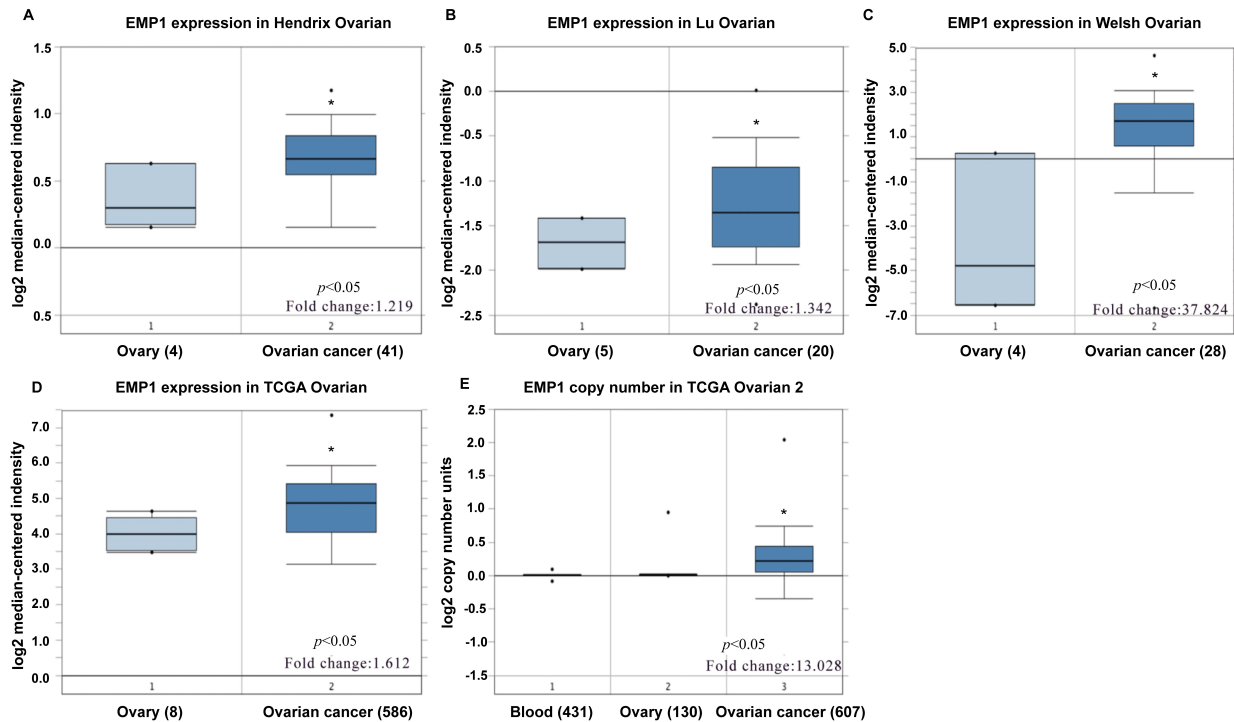 A
EMP1 expression in Hendrix Ovarian
log2 median-centered indensity
1.5
1.0
0.5
0.0
0.5
*
p<0.05
Fold change:1.219
1
2
Ovary (4)
Ovarian cancer (41)
B
EMP1 expression in Lu Ovarian
log2 median-centered indensity
0.5
0.0
-0.5
-1.0
-1.5
-2.0
-2.5
*
p<0.05
Fold change:1.342
1
2
Ovary (5)
Ovarian cancer (20)
C
EMP1 expression in Welsh Ovarian
log2 median-centered indensity
5.0
3.0
1.0
-1.0
-3.0
-5.0
-7.0
*
p<0.05
Fold change:37.824
1
2
Ovary (4)
Ovarian cancer (28)
D
EMP1 expression in TCGA Ovarian
log2 median-centered indensity
7.0
6.0
5.0
4.0
3.0
2.0
1.0
0.0
*
p<0.05
Fold change:1.612
1
2
Ovary (8)
Ovarian cancer (586)
E
EMP1 copy number in TCGA Ovarian 2
log2 copy number units
2.5
2.0
1.5
1.0
0.5
0.0
-0.5
-1.0
-1.5
*
p<0.05
Fold change:13.028
1
2
3
Blood (431)
Ovary (130)
Ovarian cancer (607)